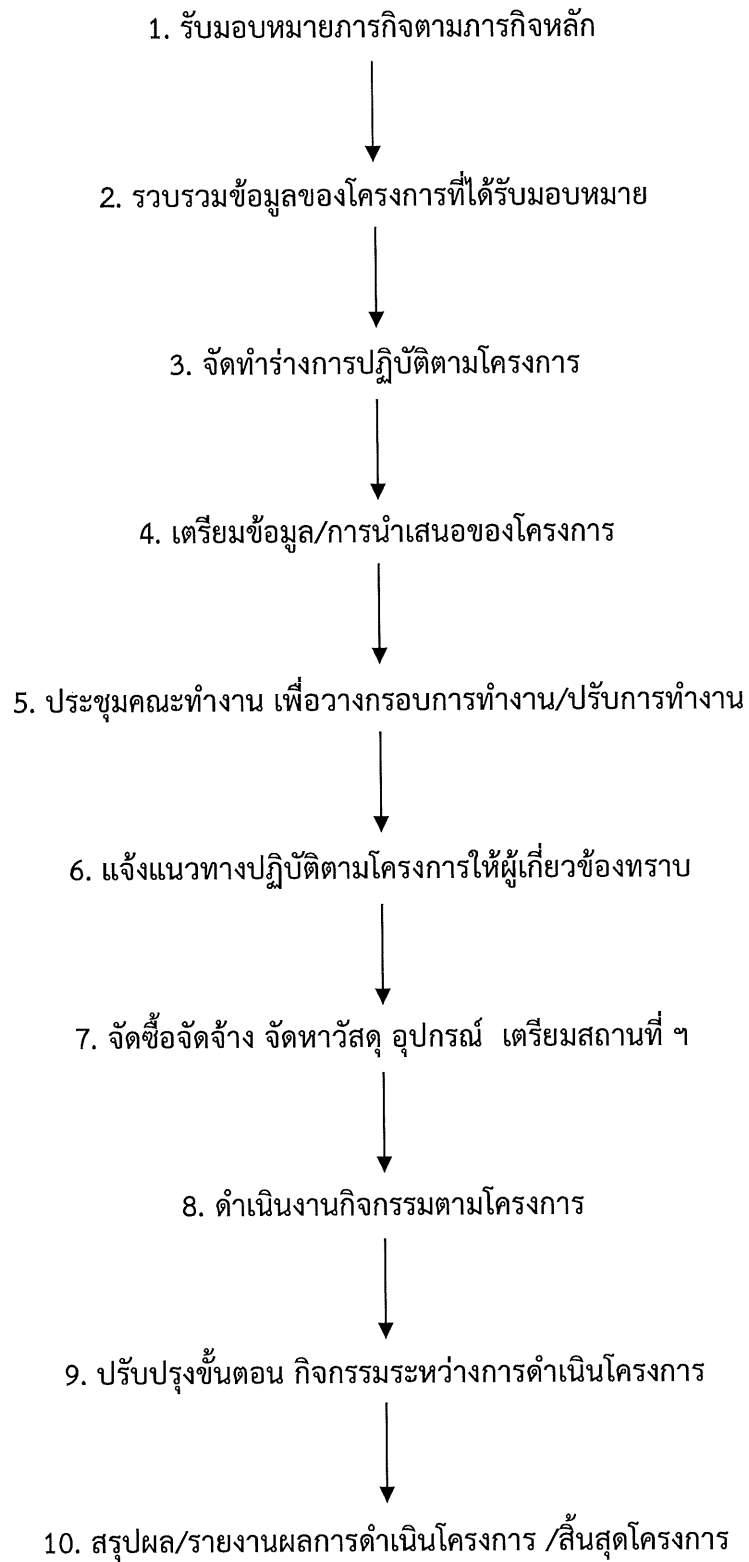 1. รับมอบหมายภารกิจตามภารกิจหลัก
2. รวบรวมข้อมูลของโครงการที่ได้รับมอบหมาย
3. จัดทำร่างการปฏิบัติตามโครงการ
4. เตรียมข้อมูล/การนำเสนอของโครงการ
5. ประชุมคณะทำงาน เพื่อวางกรอบการทำงาน/ปรับการทำงาน
6. แจ้งแนวทางปฏิบัติตามโครงการให้ผู้เกี่ยวข้องทราบ
7. จัดซื้อจัดจ้าง จัดหาวัสดุ อุปกรณ์ เตรียมสถานที่ ฯ
8. ดำเนินงานกิจกรรมตามโครงการ
9. ปรับปรุงขั้นตอน กิจกรรมระหว่างการดำเนินโครงการ
10. สรุปผล/รายงานผลการดำเนินโครงการ /สิ้นสุดโครงการ